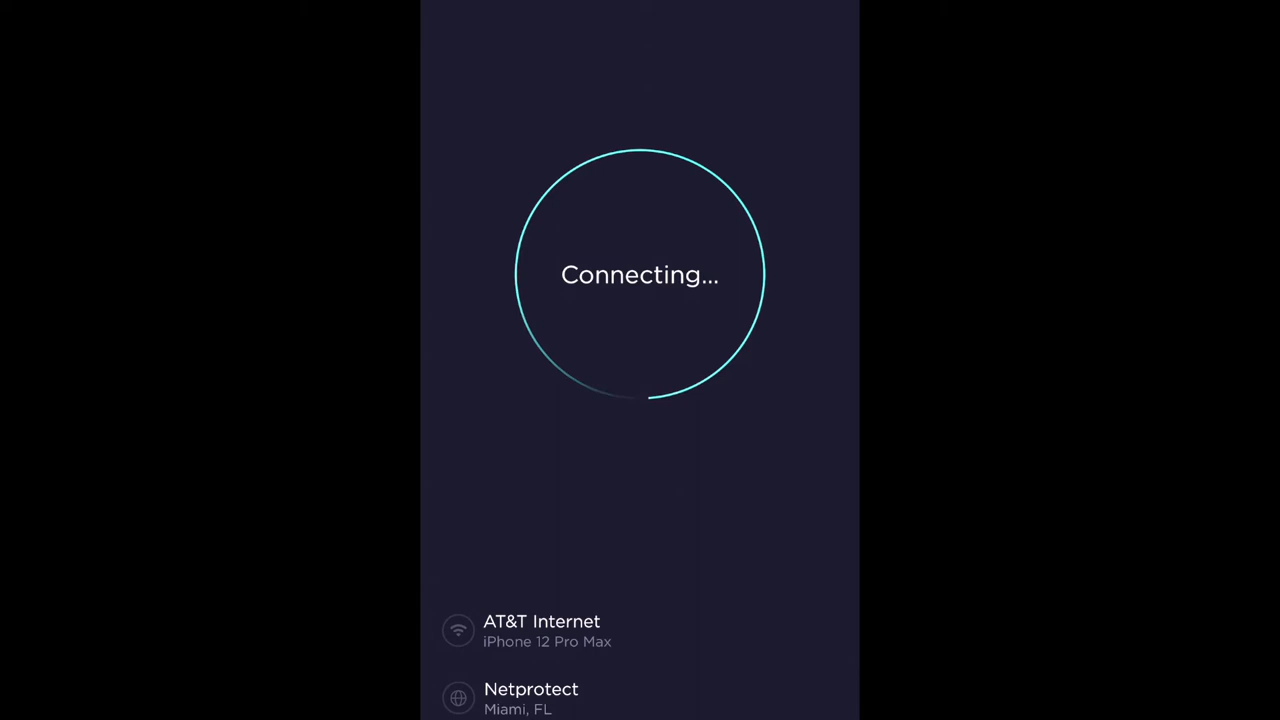 Connecting...
AT&T Internet
iPhone 12 Pro Max
Netprotect
Miami, FL